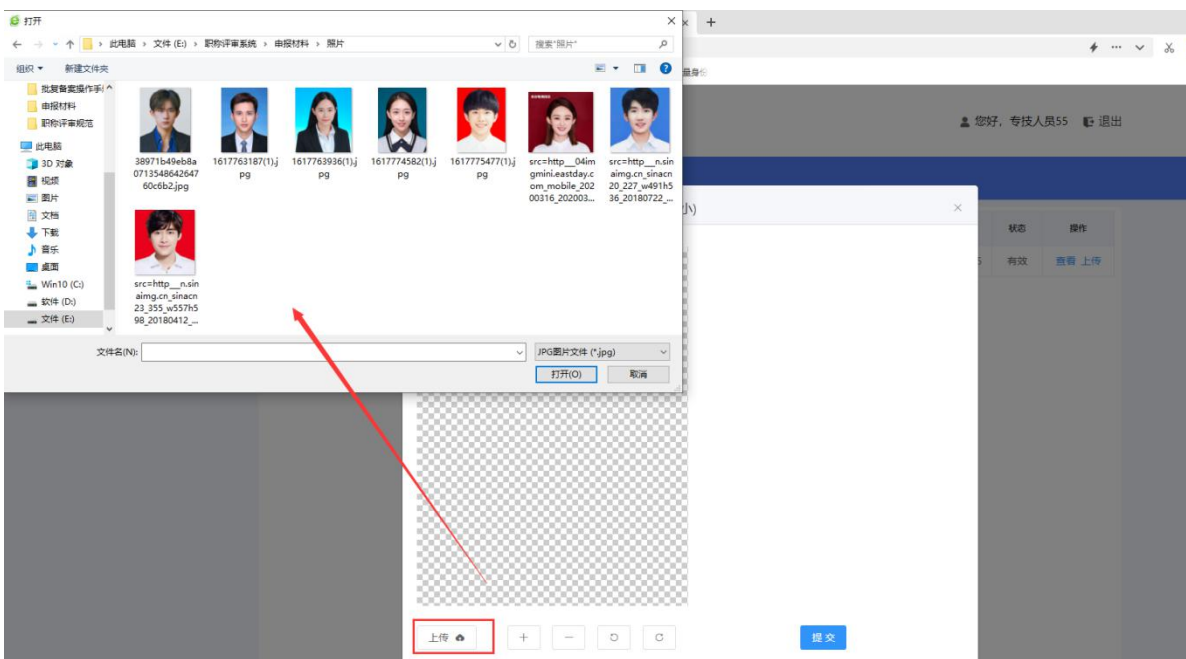 打开
此电脑 > 文件 (E:) > 职称评审系统 > 申报材料 > 照片
搜索"照片"
组织
新建文件夹
批复备案操作手
申报材料
职称评审规范
此电脑
3D 对象
视频
图片
文档
下载
音乐
桌面
Win10 (C:)
软件 (D:)
文件 (E:)
38971b49eb8a
0713548642647
60c6b2.jpg
1617763187(1).j
pg
1617763936(1).j
pg
1617774582(1).j
pg
1617775477(1).j
pg
src=http__04im
gmini.eastday.c
om_mobile_202
00316_202003...
src=http__n.sin
aimg.cn_sinacn
20_227_w491h5
36_20180722_...
src=http__n.sin
aimg.cn_sinacn
23_355_w557h5
98_20180412_...
文件名(N):
JPG图片文件 (*.jpg)
打开(O)
取消
您好, 专技人员55
退出
状态
操作
有效
查看 上传
上传
提交